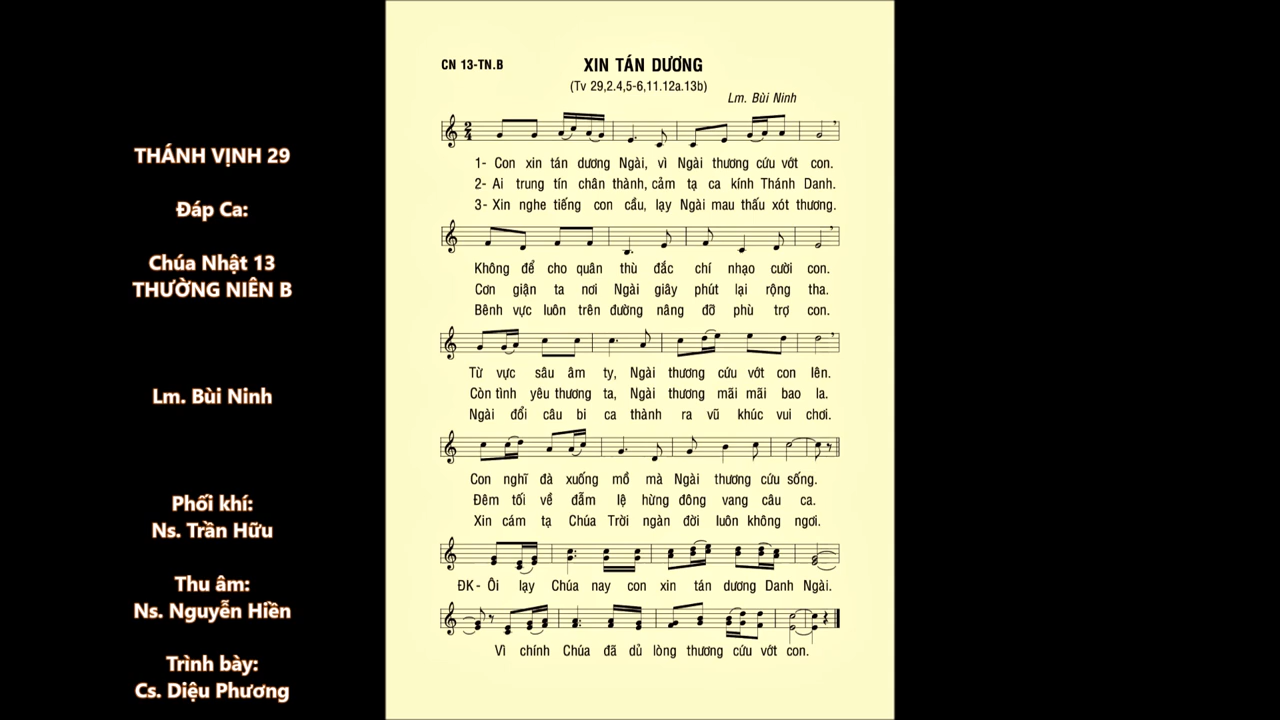 THÁNH VỊNH 29
Đáp Ca:
Chúa Nhật 13
THƯỜNG NIÊN B
Lm. Bùi Ninh
Phối khí:
Ns. Trần Hữu
Thu âm:
Ns. Nguyễn Hiền
Trình bày:
Cs. Diệu Phương
CN 13-TN.B
XIN TÁN DƯƠNG
(Tv 29,2.4,5-6,11.12a.13b)
Lm. Bùi Ninh
1- Con xin tán dương Ngài, vì Ngài thương cứu vớt con.
2- Ai trung tín chân thành, cảm tạ ca kính Thánh Danh.
3- Xin nghe tiếng con cầu, lạy Ngài mau thấu xót thương.
Không để cho quân thù đắc chí nhạo cười con.
Cơn giận ta nơi Ngài giây phút lại rộng tha.
Bênh vực luôn trên đường nâng đỡ phù trợ con.
Từ vực sâu âm ty, Ngài thương cứu vớt con lên.
Còn tình yêu thương ta, Ngài thương mãi mãi bao la.
Ngài đổi câu bi ca thành ra vũ khúc vui chơi.
Con nghĩ đà xuống mồ mà Ngài thương cứu sống.
Đêm tối về đẫm lệ hừng đông vang câu ca.
Xin cám tạ Chúa Trời ngàn đời luôn không ngơi.
ĐK- Ôi lạy Chúa nay con xin tán dương Danh Ngài.
Vì chính Chúa đã dủ lòng thương cứu vớt con.